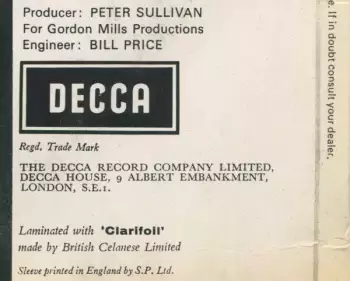 Producer: PETER SULLIVAN
For Gordon Mills Productions
Engineer: BILL PRICE
DECCA
Regd. Trade Mark
THE DECCA RECORD COMPANY LIMITED,
DECCA HOUSE, 9 ALBERT EMBANKMENT,
LONDON, S.E.1.
Laminated with 'Clarifoil'
made by British Celanese Limited
Sleeve printed in England by S.P. Ltd.
e. If in doubt consult your dealer.